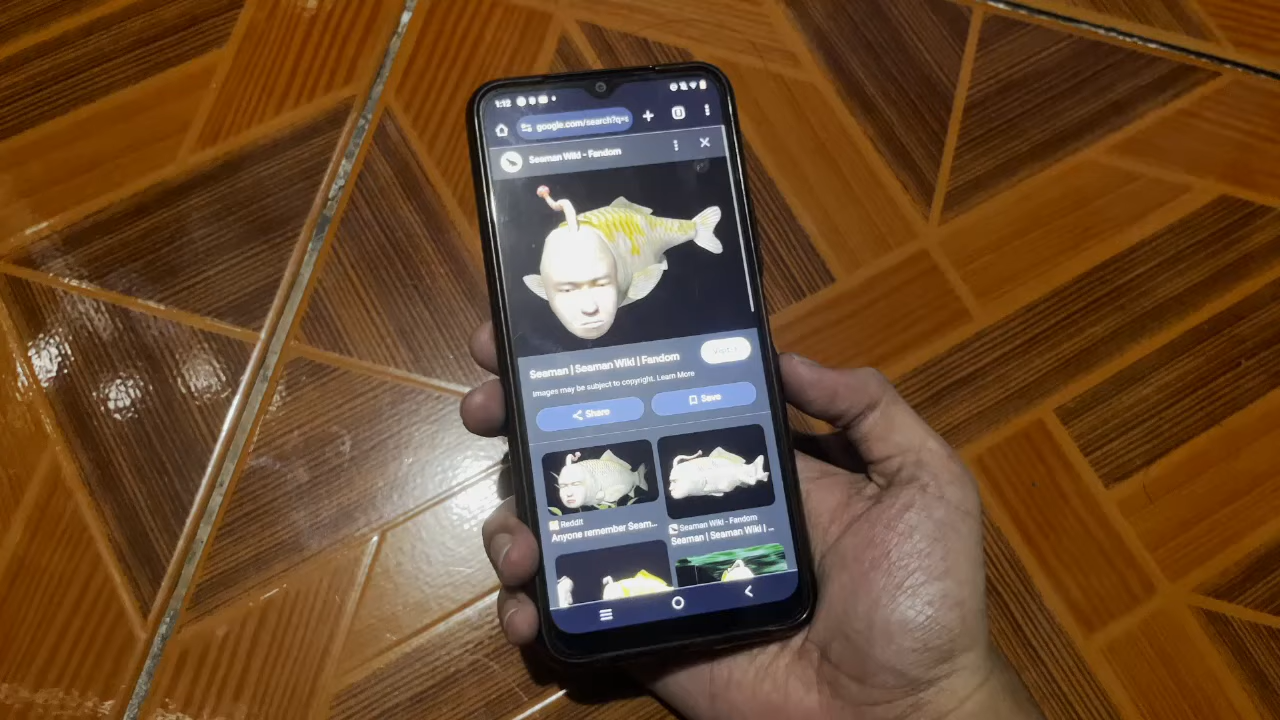 1:12
google.com/search?q=s
Seaman Wiki - Fandom
Seaman | Seaman Wiki | Fandom
Visit
Images may be subject to copyright. Learn More
Share
Save
Reddit
Anyone remember Seam...
Seaman Wiki - Fandom
Seaman | Seaman Wiki | ...